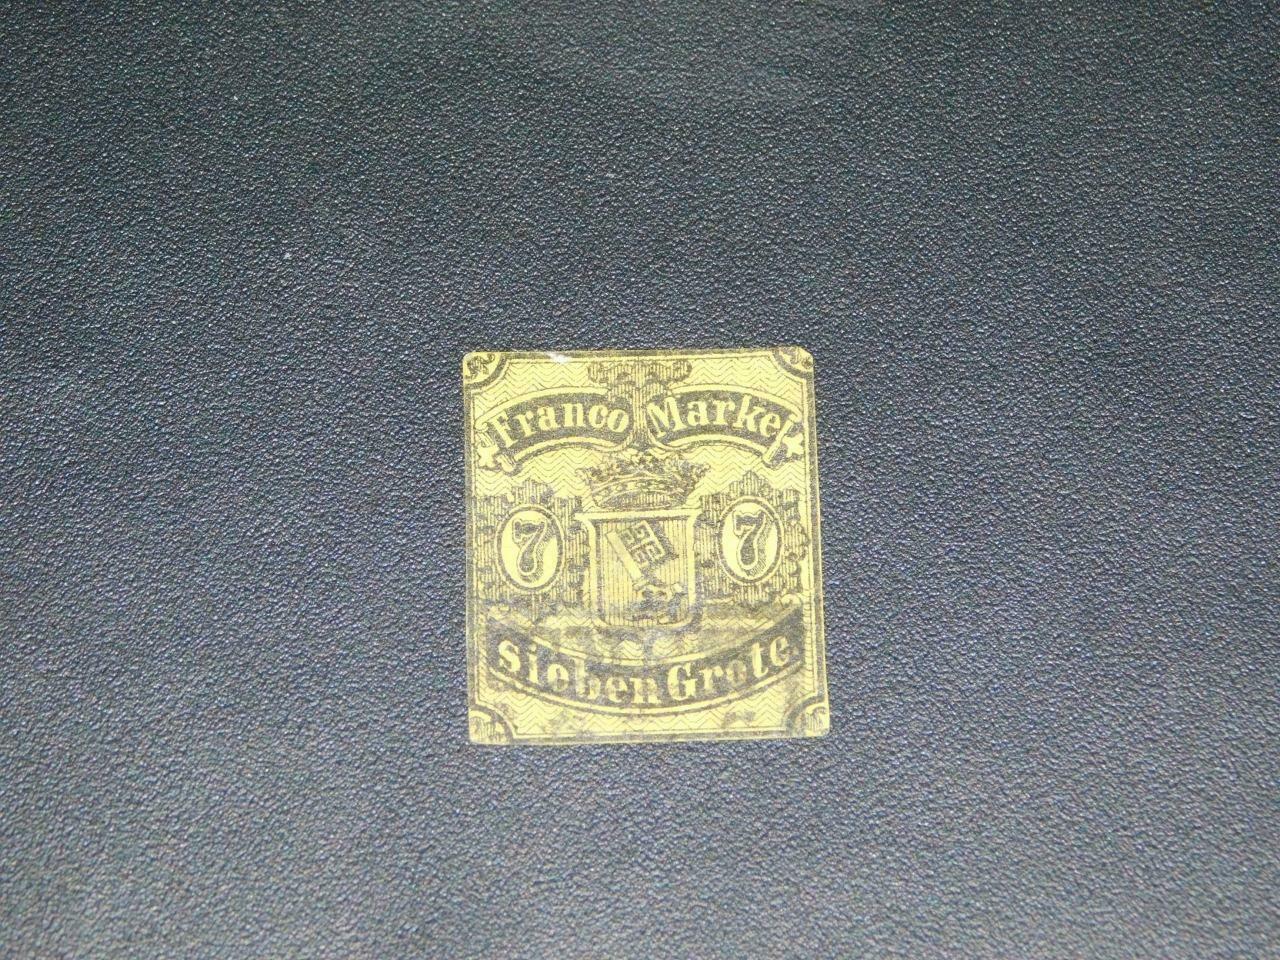 Franco Marke
7 7
sieben Grote